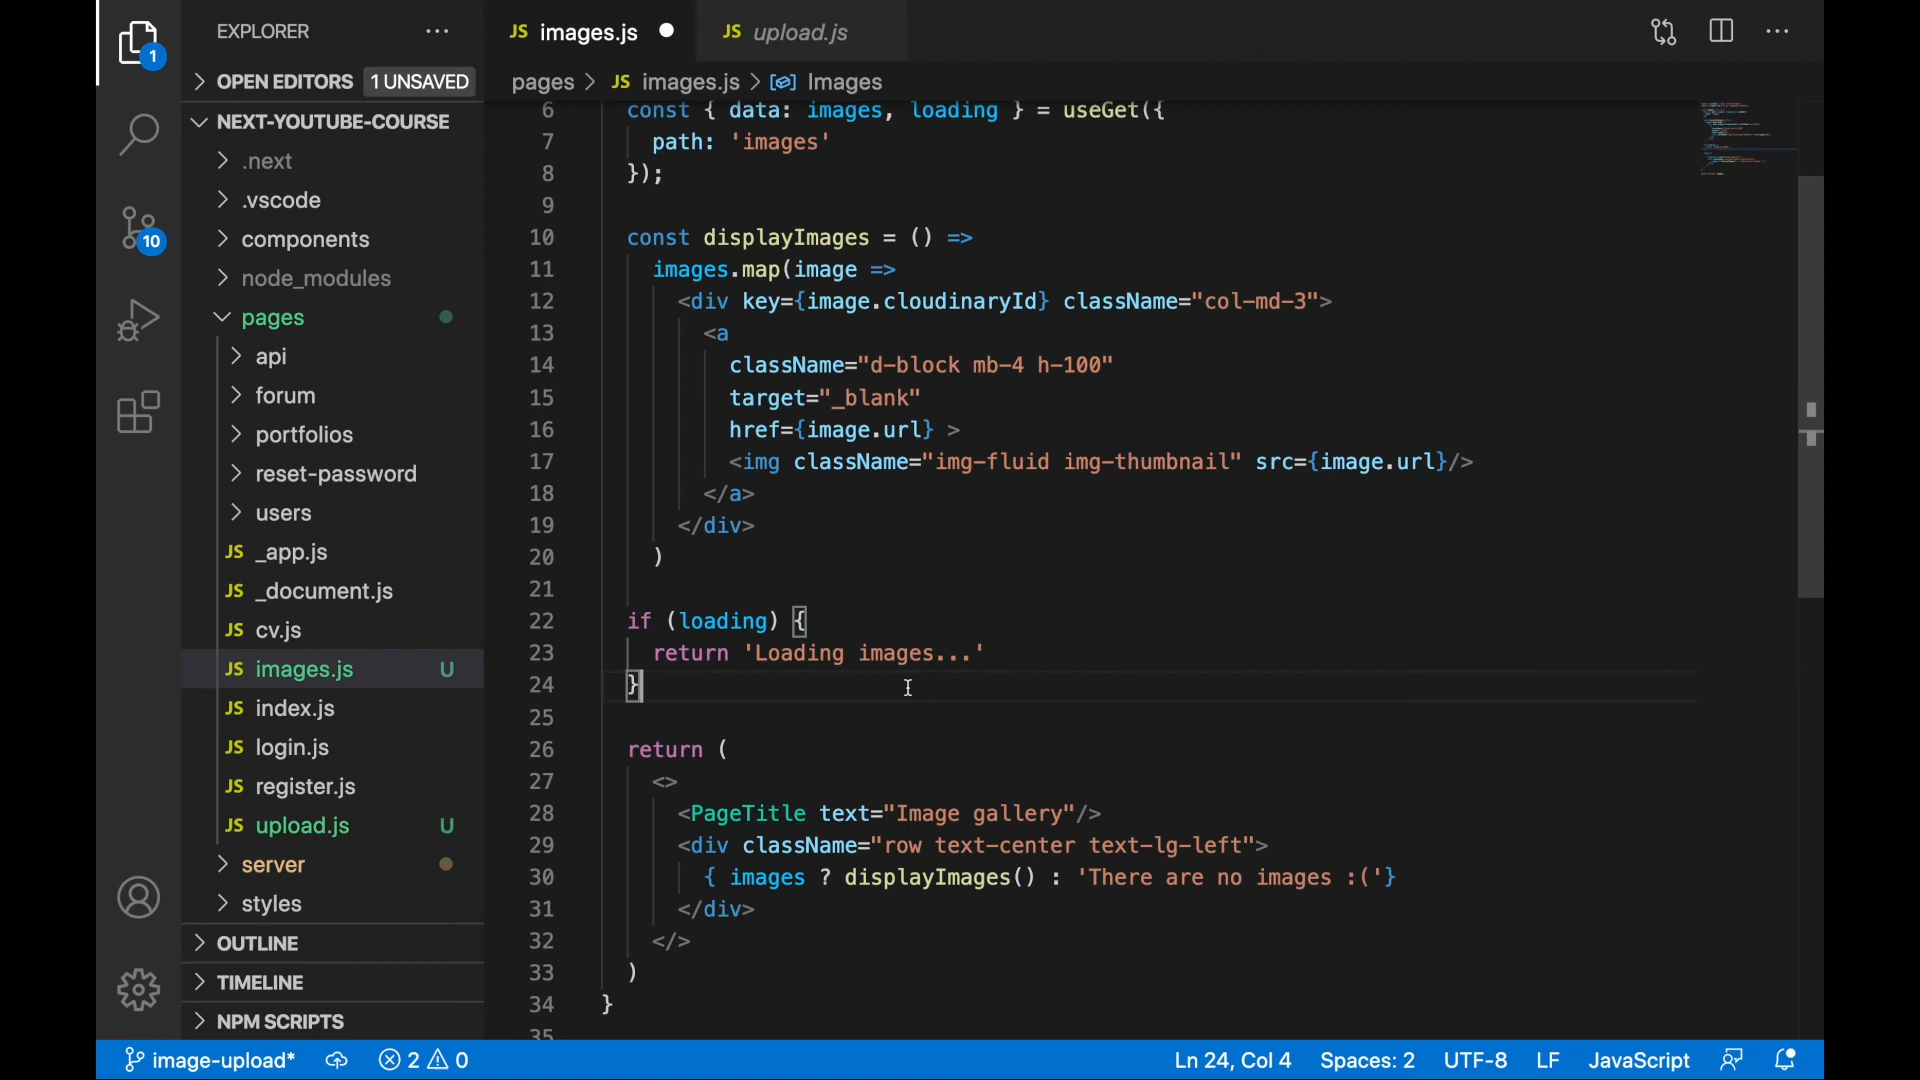 EXPLORER
OPEN EDITORS 1 UNSAVED
NEXT-YOUTUBE-COURSE
.next
.vscode
components
node_modules
pages
api
forum
portfolios
reset-password
users
JS _app.js
JS _document.js
JS cv.js
JS images.js U
JS index.js
JS login.js
JS register.js
JS upload.js U
server
styles
OUTLINE
TIMELINE
NPM SCRIPTS
1
10
JS images.js
JS upload.js
pages > JS images.js > Images
6 const { data: images, loading } = useGet({
7 path: 'images'
8 });
9
10 const displayImages = () =>
11 images.map(image =>
12 <div key={image.cloudinaryId} className="col-md-3">
13 <a
14 className="d-block mb-4 h-100"
15 target="_blank"
16 href={image.url} >
17 <img className="img-fluid img-thumbnail" src={image.url}/>
18 </a>
19 </div>
20 )
21
22 if (loading) {
23 return 'Loading images...'
24 }
25
26 return (
27 <>
28 <PageTitle text="Image gallery"/>
29 <div className="row text-center text-lg-left">
30 { images ? displayImages() : 'There are no images :('}
31 </div>
32 </>
33 )
34 }
35
image-upload* 2 0 Ln 24, Col 4 Spaces: 2 UTF-8 LF JavaScript